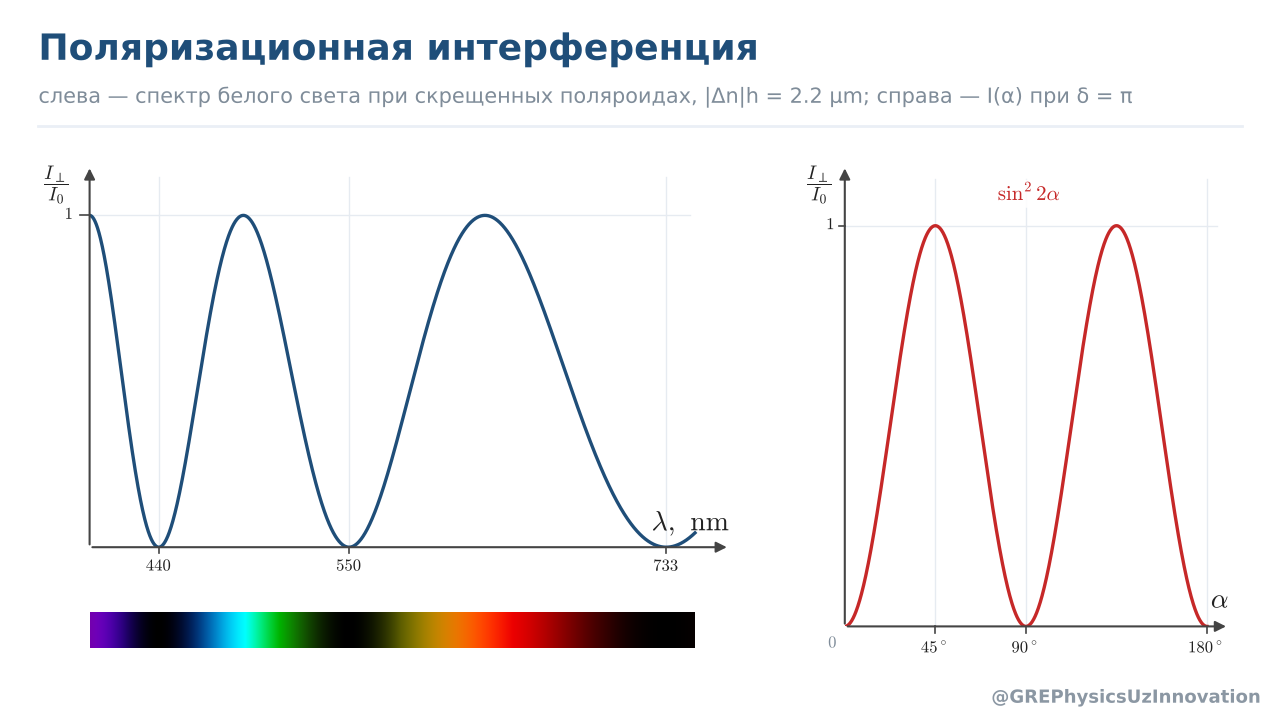 Поляризационная интерференция
слева — спектр белого света при скрещенных поляроидах, |Δn|h = 2.2 μm; справа — I(α) при δ = π
I⊥/I0
1
λ, nm
440 550 733
I⊥/I0
sin² 2α
1
α
0 45° 90° 180°
@GREPhysicsUzInnovation